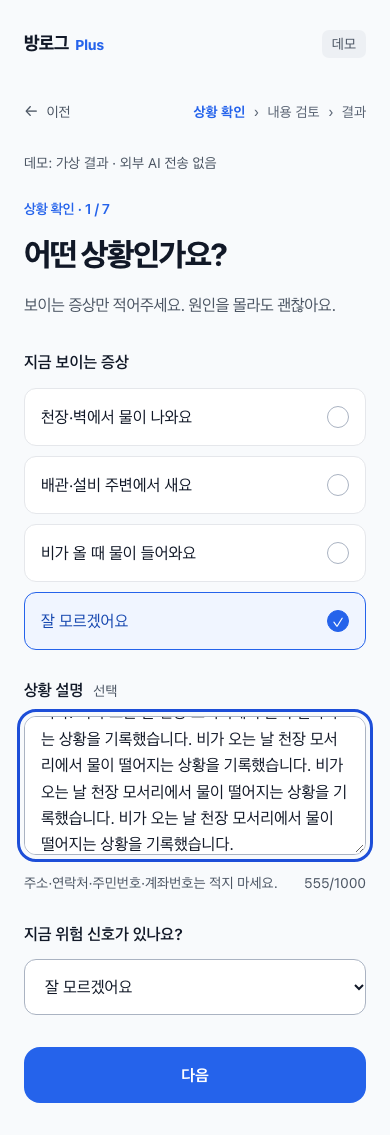 방로그 Plus
데모
← 이전
상황 확인 › 내용 검토 › 결과
데모: 가상 결과 · 외부 AI 전송 없음
상황 확인 · 1 / 7
어떤 상황인가요?
보이는 증상만 적어주세요. 원인을 몰라도 괜찮아요.
지금 보이는 증상
천장·벽에서 물이 나와요
배관·설비 주변에서 새요
비가 올 때 물이 들어와요
잘 모르겠어요
상황 설명 선택
는 상황을 기록했습니다. 비가 오는 날 천장 모서
리에서 물이 떨어지는 상황을 기록했습니다. 비가
오는 날 천장 모서리에서 물이 떨어지는 상황을 기
록했습니다. 비가 오는 날 천장 모서리에서 물이
떨어지는 상황을 기록했습니다.
주소·연락처·주민번호·계좌번호는 적지 마세요. 555/1000
지금 위험 신호가 있나요?
잘 모르겠어요
다음